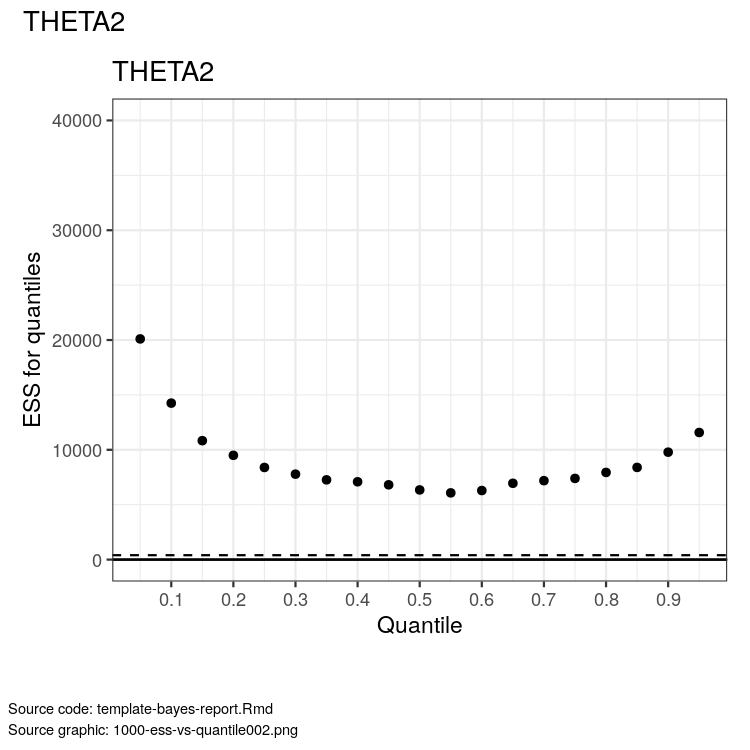 THETA2
THETA2
ESS for quantiles
40000
30000
20000
10000
0
0.1 0.2 0.3 0.4 0.5 0.6 0.7 0.8 0.9
Quantile
Source code: template-bayes-report.Rmd
Source graphic: 1000-ess-vs-quantile002.png